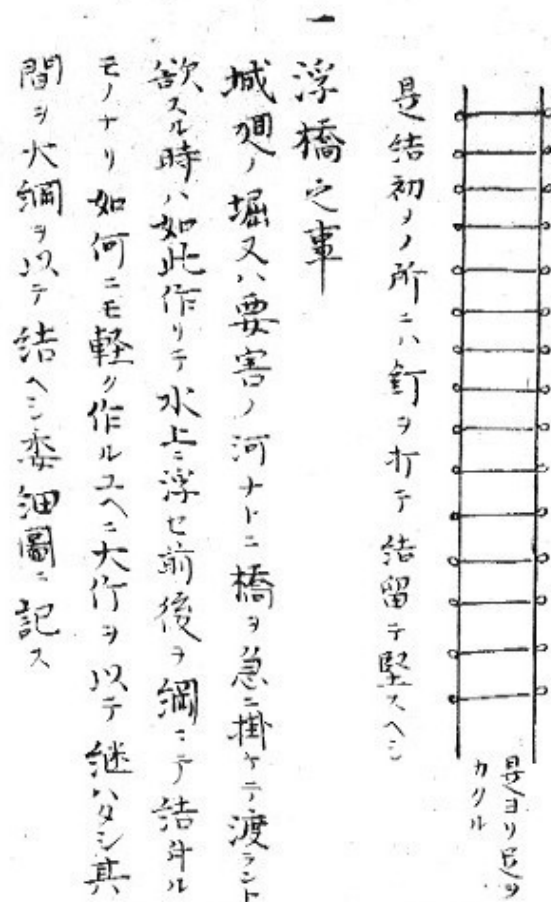 是ヨリ足ヲ
カクル
是結初メノ所ニハ釘ヲ打テ結留テ堅スヘシ
一浮橋之事
城廻ノ堀又ハ要害ノ河ナトニ橋ヲ急ニ掛ケテ渡ラント
欲スル時ハ如此作リテ水上ニ浮セ前後ヲ綱ニテ結
モノナリ如何ニモ軽ク作ルユヘニ大竹ヲ以テ継ハタシ其
間ヲ大綱ヲ以テ結ヘシ委細圖ニ記ス